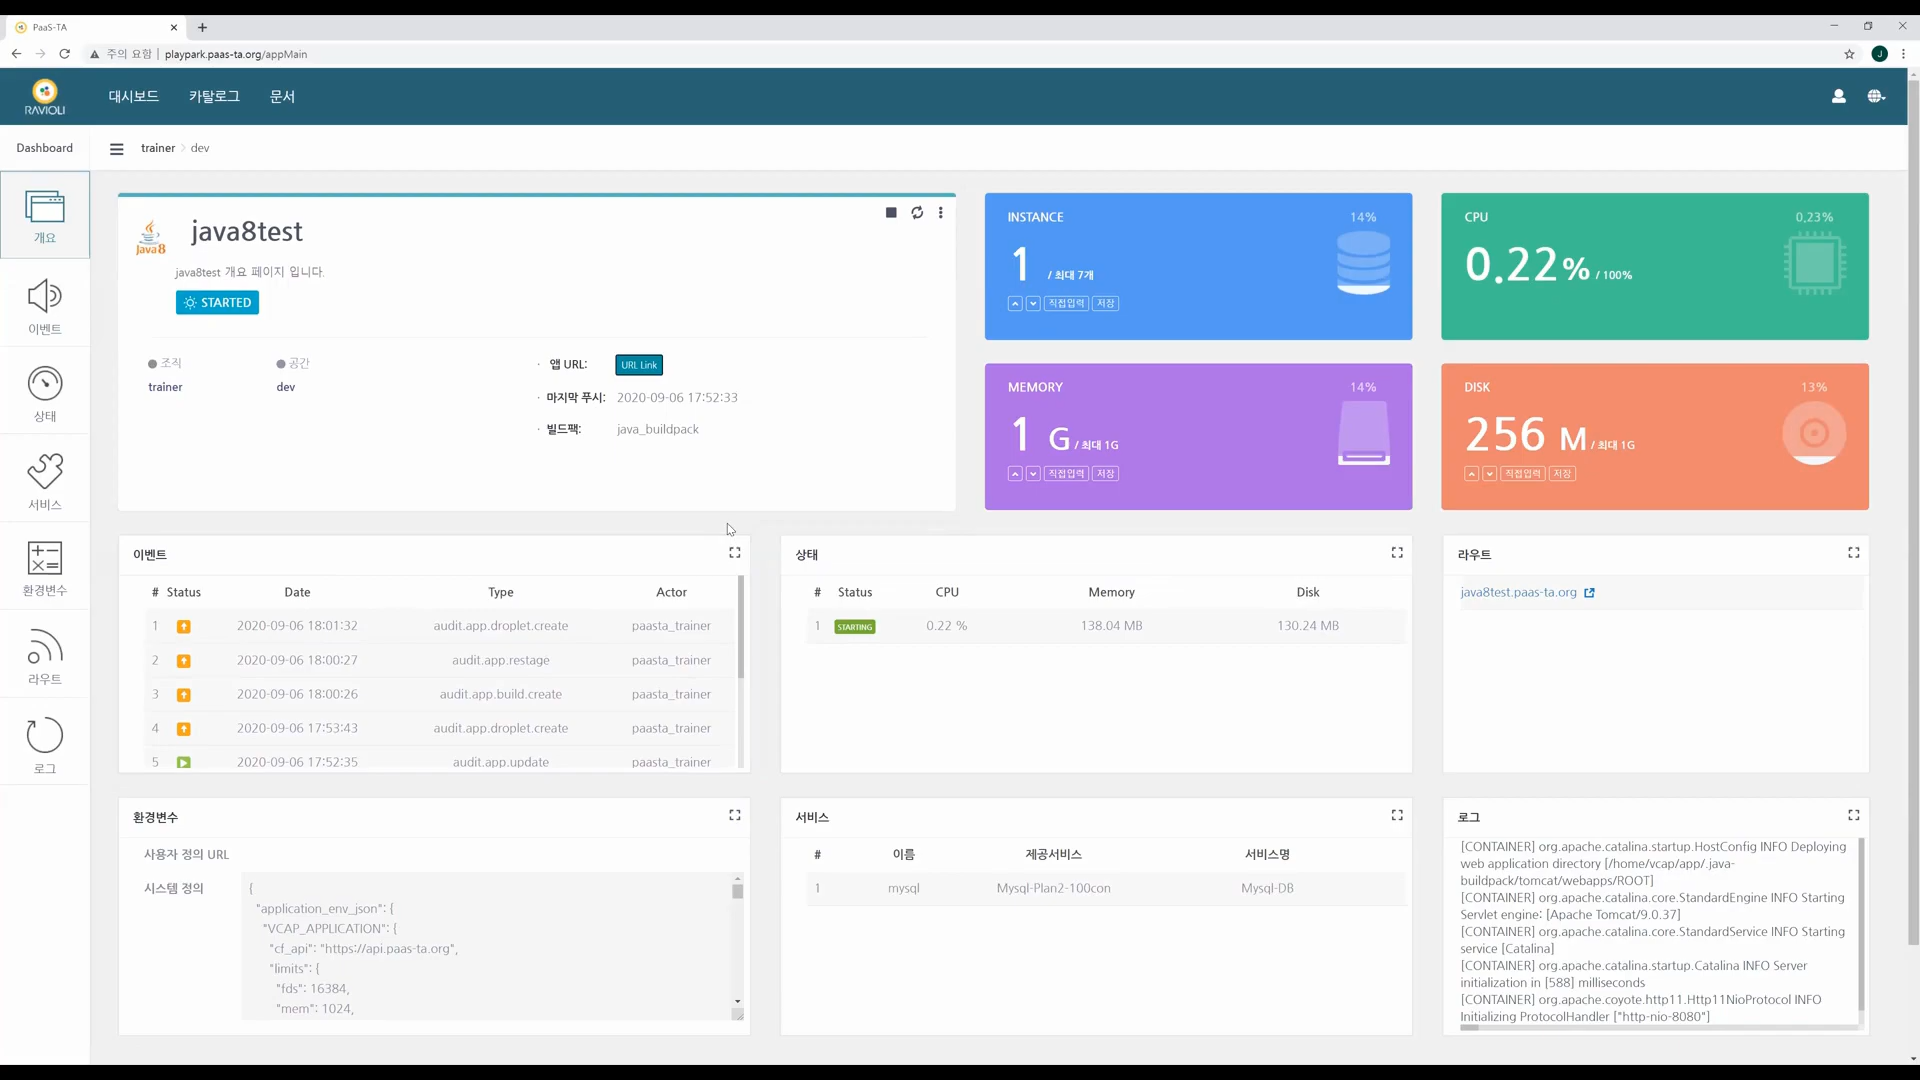 PaaS-TA
주의 요함 | playpark.paas-ta.org/appMain
J
RAVIOLI
대시보드 카탈로그 문서
Dashboard
trainer > dev
개요
이벤트
상태
서비스
환경변수
라우트
로그
Java8
java8test
java8test 개요 페이지 입니다.
STARTED
조직
trainer
공간
dev
· 앱 URL: URL Link
· 마지막 푸시: 2020-09-06 17:52:33
· 빌드팩: java_buildpack
INSTANCE 14%
1 / 최대 7개
직접입력 저장
CPU 0,23%
0.22% / 100%
MEMORY 14%
1 G / 최대 1G
직접입력 저장
DISK 13%
256 M / 최대 1G
직접입력 저장
이벤트
# Status Date Type Actor
1 2020-09-06 18:01:32 audit.app.droplet.create paasta_trainer
2 2020-09-06 18:00:27 audit.app.restage paasta_trainer
3 2020-09-06 18:00:26 audit.app.build.create paasta_trainer
4 2020-09-06 17:53:43 audit.app.droplet.create paasta_trainer
5 2020-09-06 17:52:35 audit.app.update paasta_trainer
상태
# Status CPU Memory Disk
1 STARTING 0.22 % 138.04 MB 130.24 MB
라우트
java8test.paas-ta.org
환경변수
사용자 정의 URL
시스템 정의
{
"application_env_json": {
"VCAP_APPLICATION": {
"cf_api": "https://api.paas-ta.org",
"limits": {
"fds": 16384,
"mem": 1024,
서비스
# 이름 제공서비스 서비스명
1 mysql Mysql-Plan2-100con Mysql-DB
로그
[CONTAINER] org.apache.catalina.startup.HostConfig INFO Deploying
web application directory [/home/vcap/app/.java-
buildpack/tomcat/webapps/ROOT]
[CONTAINER] org.apache.catalina.core.StandardEngine INFO Starting
Servlet engine: [Apache Tomcat/9.0.37]
[CONTAINER] org.apache.catalina.core.StandardService INFO Starting
service [Catalina]
[CONTAINER] org.apache.catalina.startup.Catalina INFO Server
initialization in [588] milliseconds
[CONTAINER] org.apache.coyote.http11.Http11NioProtocol INFO
Initializing ProtocolHandler ["http-nio-8080"]